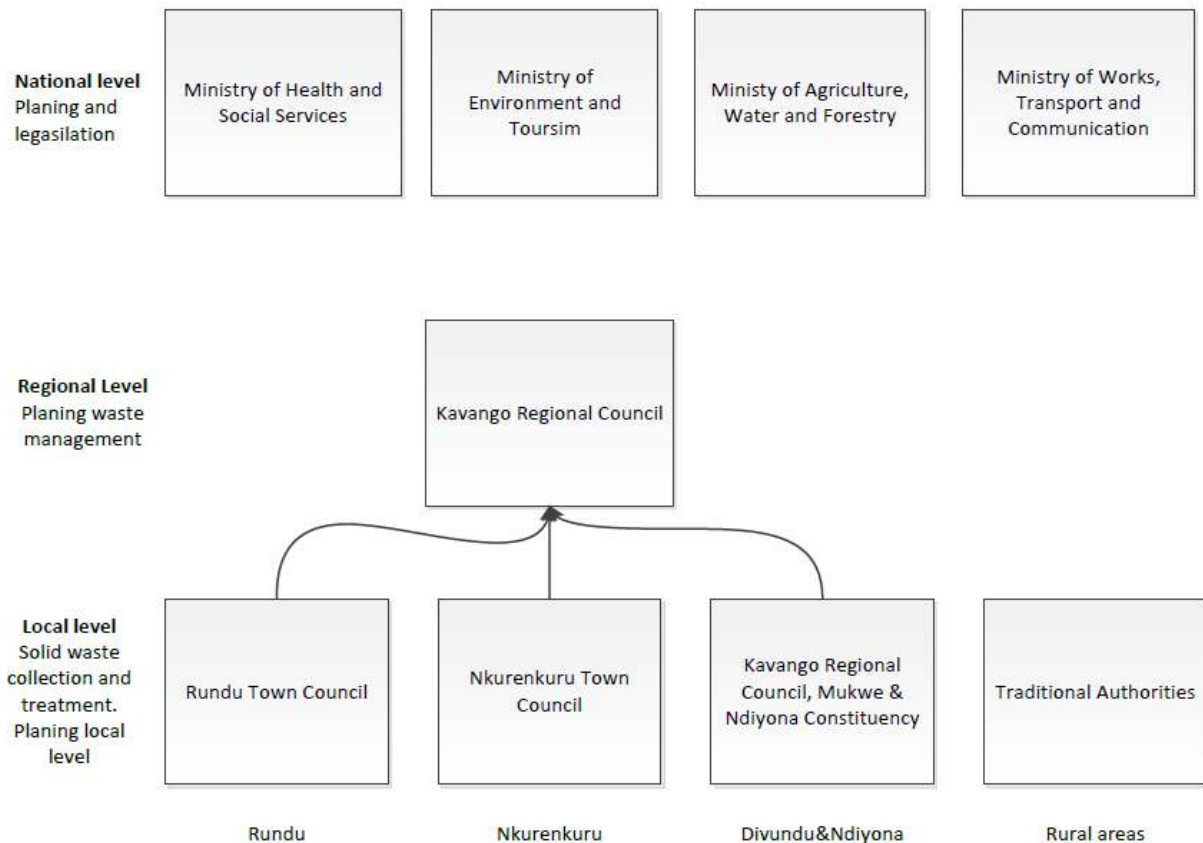 National level
Planing and
legasilation
Ministry of Health and
Social Services
Ministry of
Environment and
Toursim
Ministy of Agriculture,
Water and Forestry
Ministry of Works,
Transport and
Communication
Regional Level
Planing waste
management
Kavango Regional Council
Local level
Solid waste
collection and
treatment.
Planing local
level
Rundu Town Council
Nkurenkuru Town
Council
Kavango Regional
Council, Mukwe &
Ndiyona Constituency
Traditional Authorities
Rundu
Nkurenkuru
Divundu&Ndiyona
Rural areas